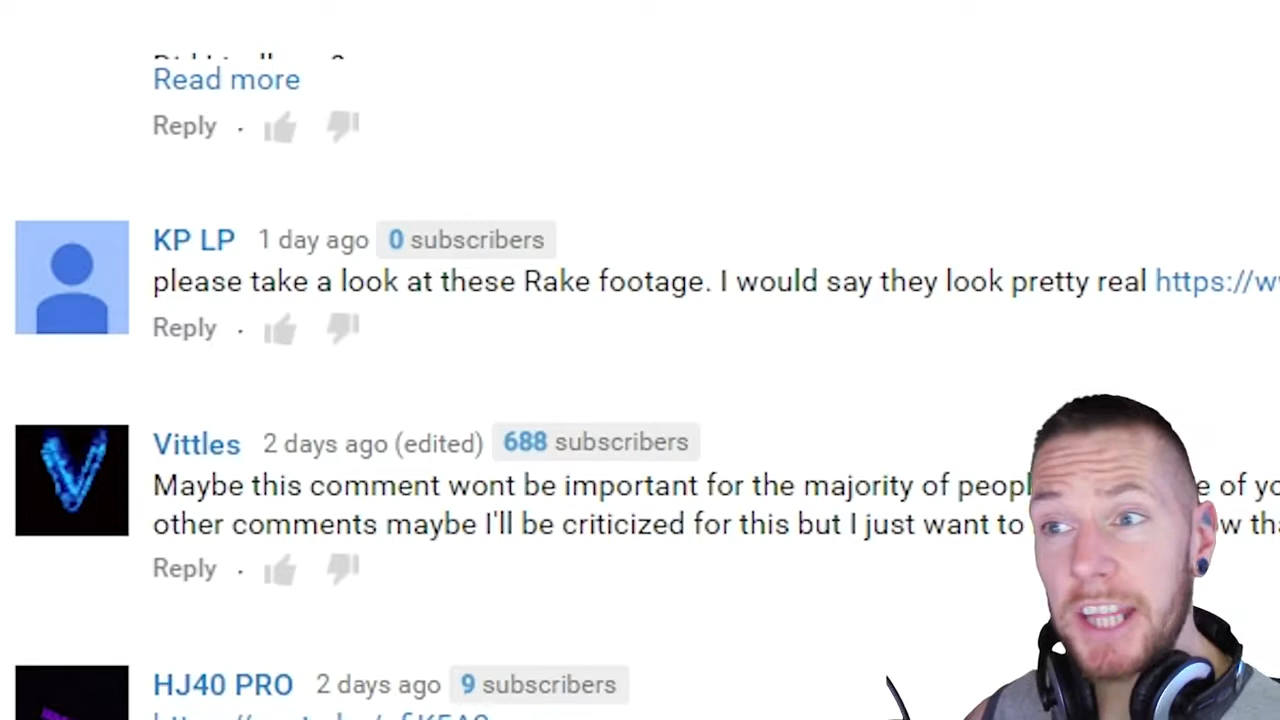 Read more
Reply
KP LP 1 day ago 0 subscribers
please take a look at these Rake footage. I would say they look pretty real https://w
Reply
Vittles 2 days ago (edited) 688 subscribers
Maybe this comment wont be important for the majority of peopl e of yo
other comments maybe I'll be criticized for this but I just want to
Reply
HJ40 PRO 2 days ago 9 subscribers